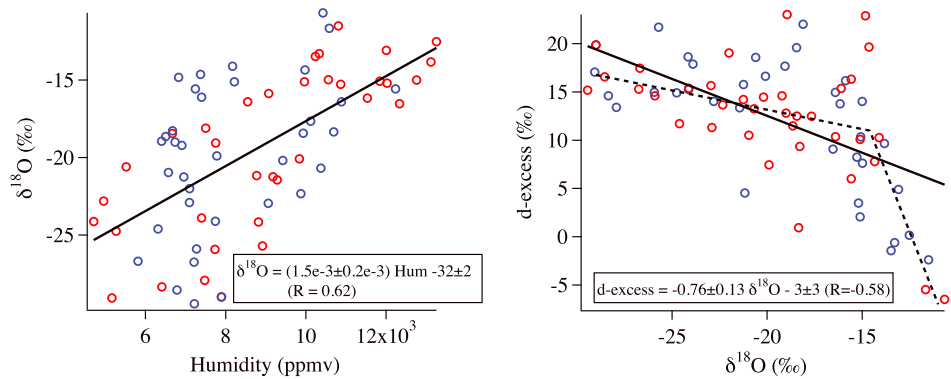 δ¹⁸O (‰)
-15
-20
-25
δ¹⁸O = (1.5e-3±0.2e-3) Hum -32±2
(R = 0.62)
6
8
10
12x10³
Humidity (ppmv)
d-excess (‰)
20
15
10
5
0
-5
d-excess = -0.76±0.13 δ¹⁸O - 3±3 (R=-0.58)
-25
-20
-15
δ¹⁸O (‰)